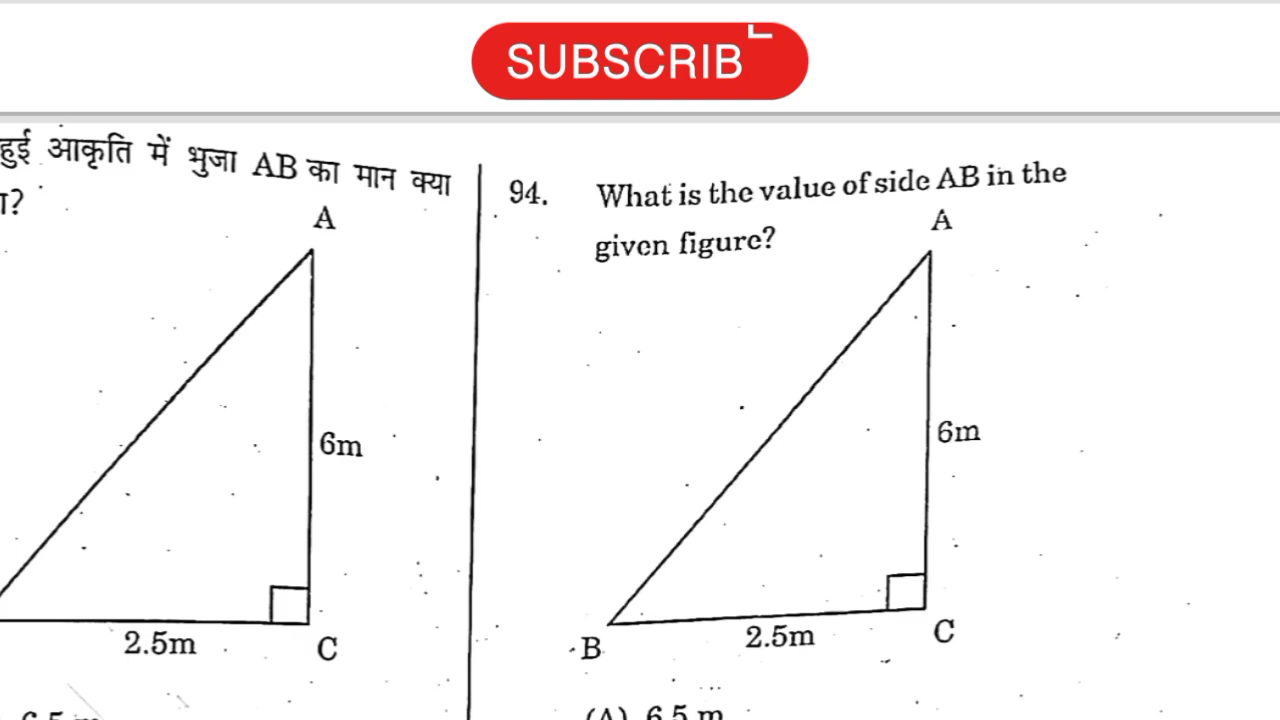 SUBSCRIB
हुई आकृति में भुजा AB का मान क्या
?
A
6m
2.5m
C
94. What is the value of side AB in the
given figure?
A
6m
B
2.5m
C
(A) 6.5 m